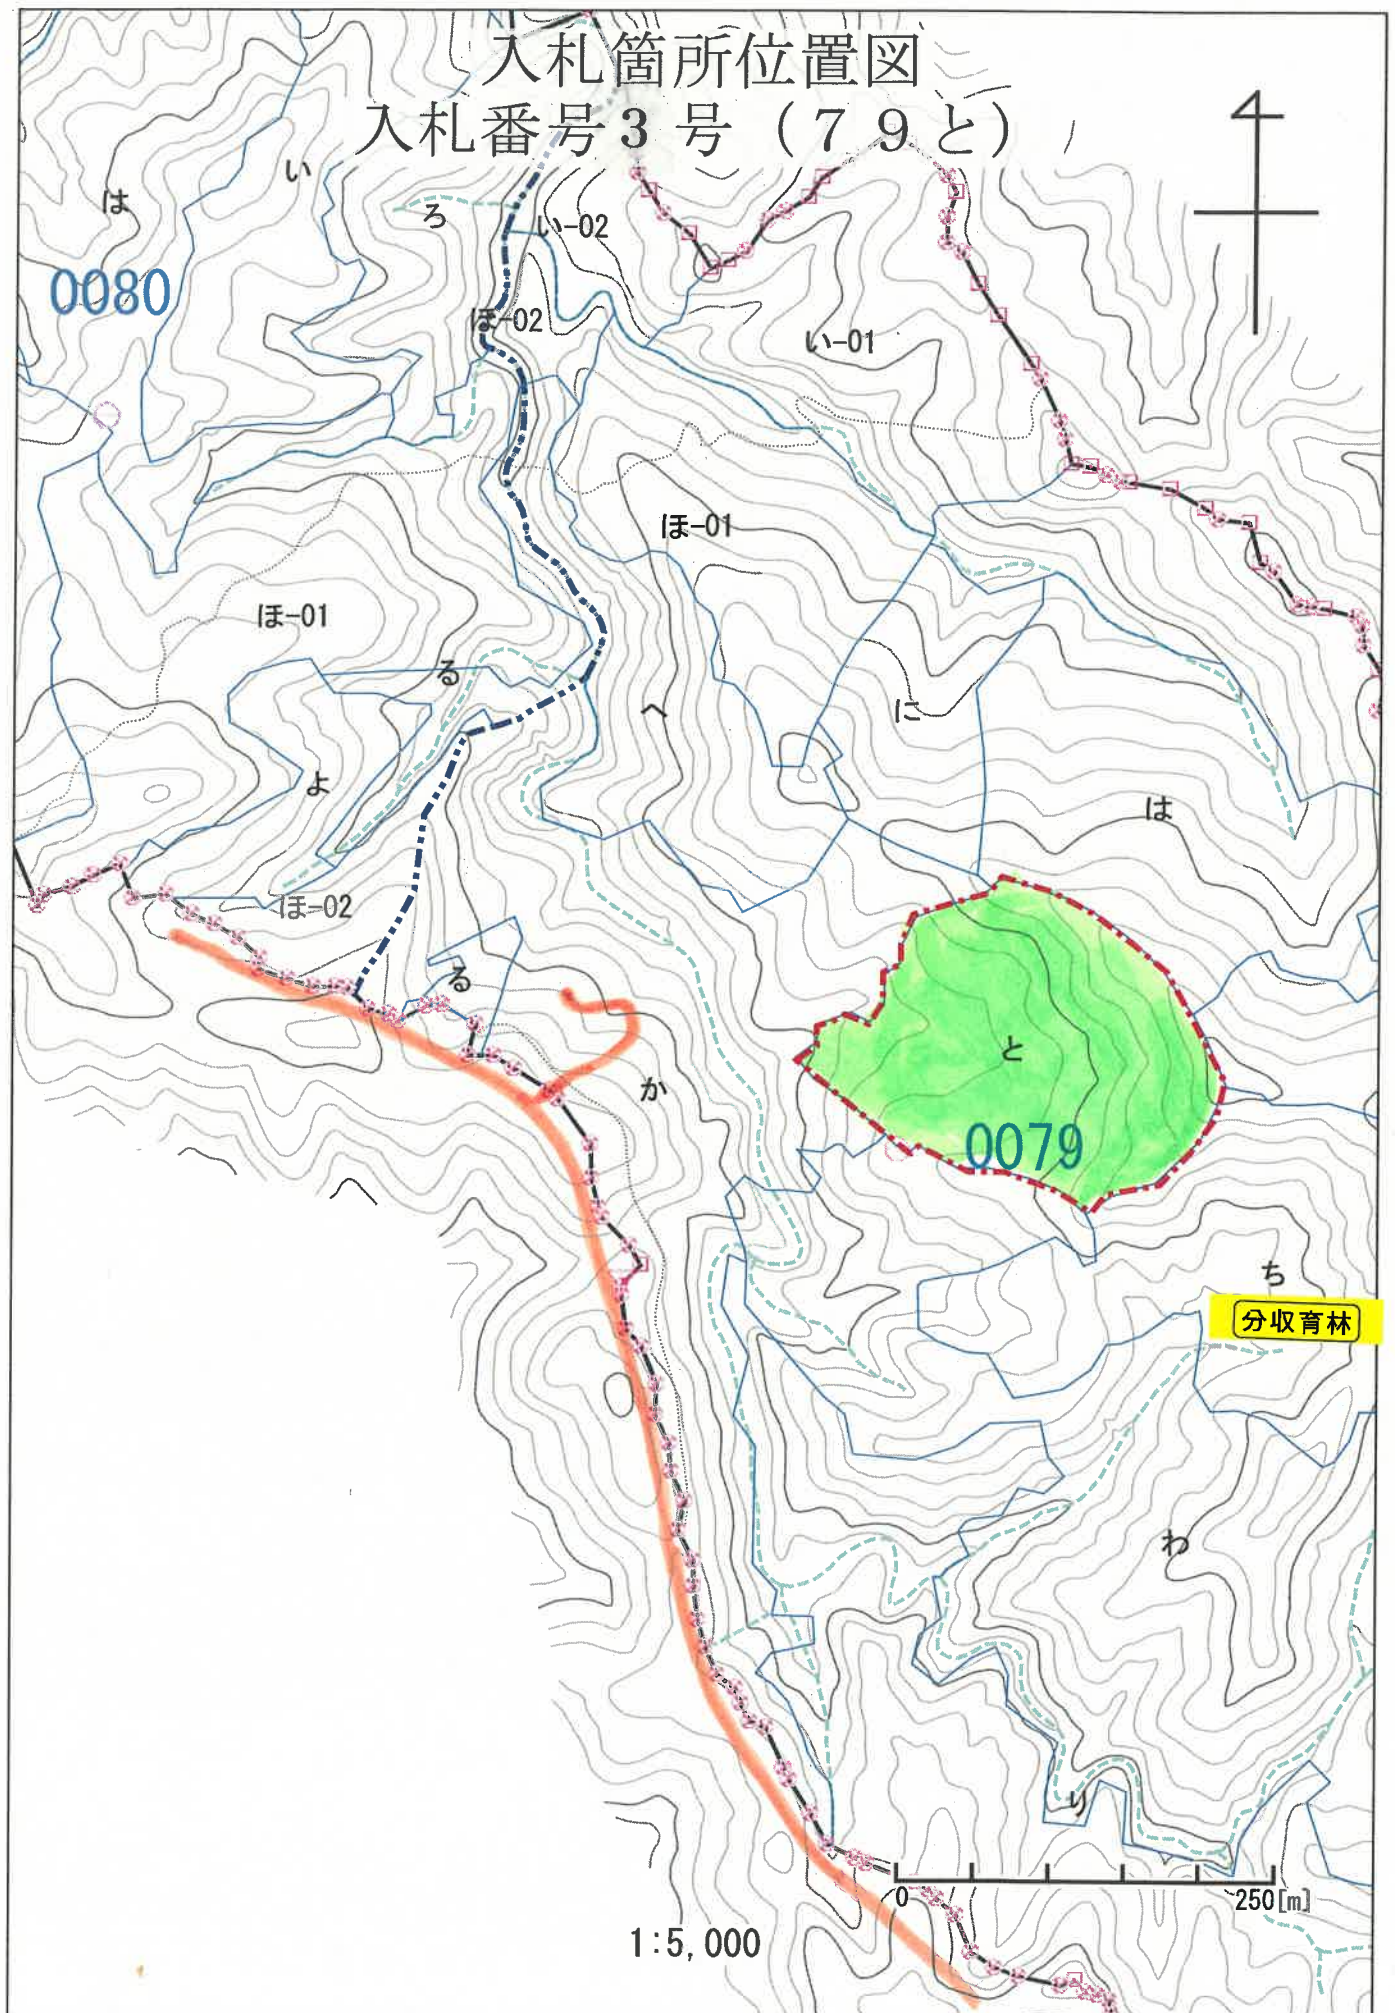 入札箇所位置図
入札番号3号（79と）
い
は
ろ
い-02
0080
ほ-02
い-01
ほ-01
ほ-01
る
へ
に
よ
は
ほ-02
る
と
か
0079
ち
分収育林
わ
り
0
250[m]
1:5,000